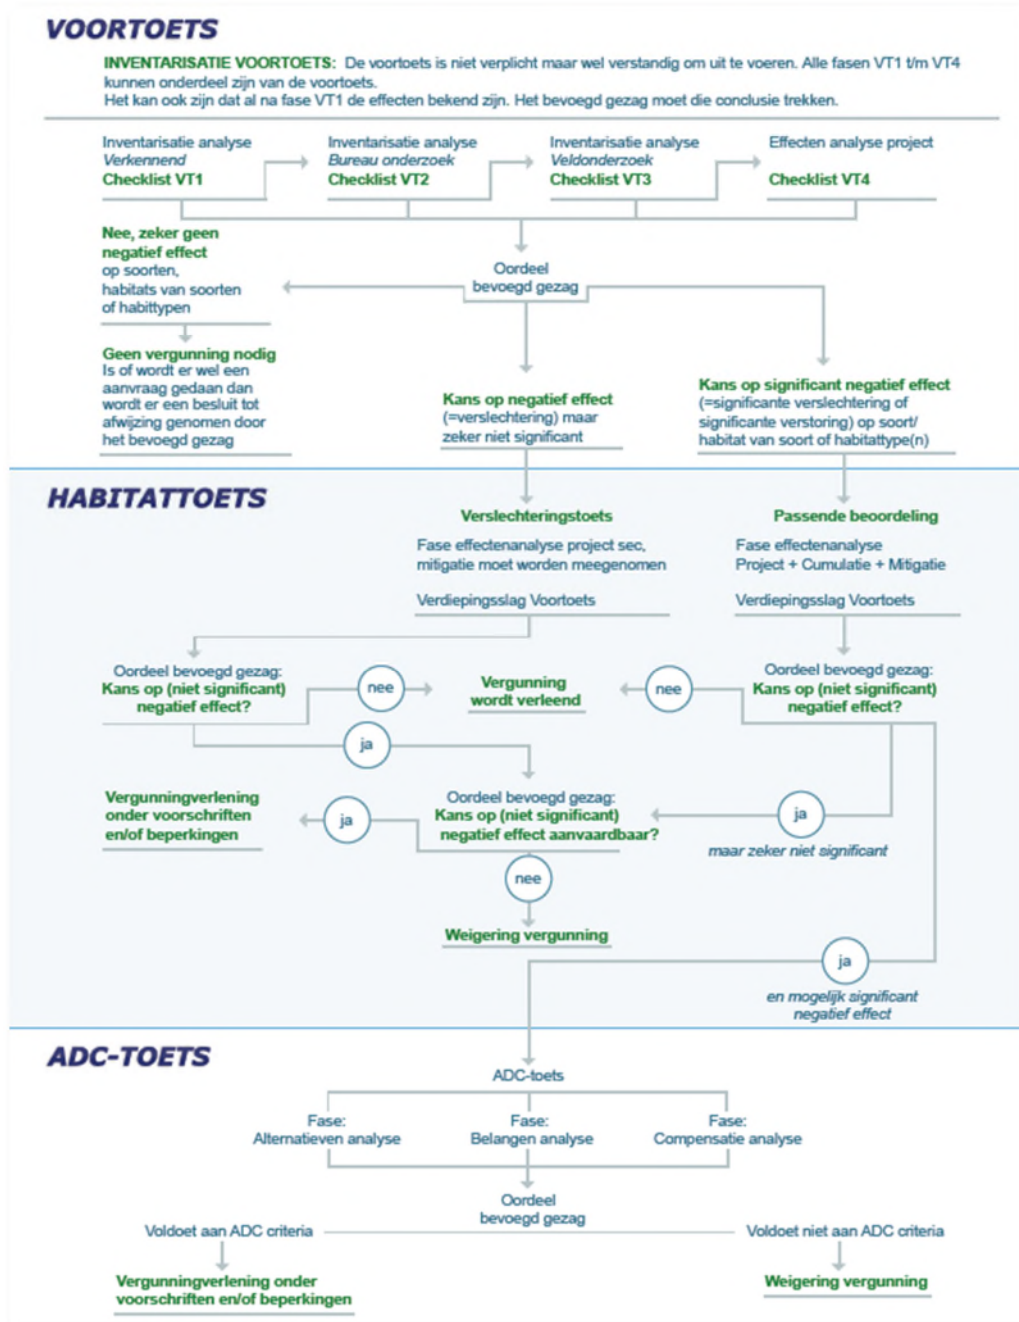 VOORTOETS
INVENTARISATIE VOORTOETS: De voortoets is niet verplicht maar wel verstandig om uit te voeren. Alle fasen VT1 t/m VT4
kunnen onderdeel zijn van de voortoets.
Het kan ook zijn dat al na fase VT1 de effecten bekend zijn. Het bevoegd gezag moet die conclusie trekken.
Inventarisatie analyse
Verkennend
Checklist VT1
Inventarisatie analyse
Bureau onderzoek
Checklist VT2
Inventarisatie analyse
Veldonderzoek
Checklist VT3
Effecten analyse project
Checklist VT4
Oordeel
bevoegd gezag
Nee, zeker geen
negatief effect
op soorten,
habitats van soorten
of habittypen
Geen vergunning nodig
Is of wordt er wel een
aanvraag gedaan dan
wordt er een besluit tot
afwijzing genomen door
het bevoegd gezag
Kans op negatief effect
(=verslechtering) maar
zeker niet significant
Kans op significant negatief effect
(=significante verslechtering of
significante verstoring) op soort/
habitat van soort of habitattype(n)
HABITATTOETS
Verslechteringstoets
Fase effectenanalyse project sec,
mitigatie moet worden meegenomen
Verdiepingsslag Voortoets
Passende beoordeling
Fase effectenanalyse
Project + Cumulatie + Mitigatie
Verdiepingsslag Voortoets
Oordeel bevoegd gezag:
Kans op (niet significant)
negatief effect?
nee
Vergunning
wordt verleend
nee
Oordeel bevoegd gezag:
Kans op (niet significant)
negatief effect?
ja
Vergunningverlening
onder voorschriften
en/of beperkingen
ja
Oordeel bevoegd gezag:
Kans op (niet significant)
negatief effect aanvaardbaar?
ja
maar zeker niet significant
nee
Weigering vergunning
ja
en mogelijk significant
negatief effect
ADC-TOETS
ADC-toets
Fase:
Alternatieven analyse
Fase:
Belangen analyse
Fase:
Compensatie analyse
Oordeel
bevoegd gezag
Voldoet aan ADC criteria
Voldoet niet aan ADC criteria
Vergunningverlening onder
voorschriften en/of beperkingen
Weigering vergunning